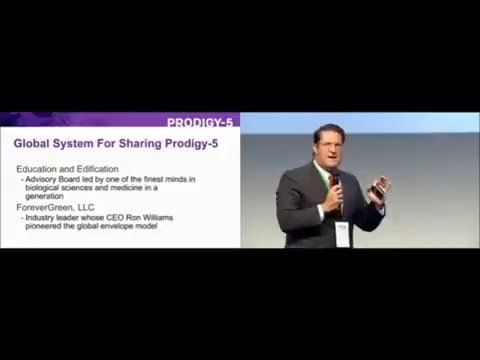 PRODIGY-5
Global System For Sharing Prodigy-5
Education and Edification
- Advisory Board led by one of the finest minds in
biological sciences and medicine in a
generation
ForeverGreen, LLC
- Industry leader whose CEO Ron Williams
pioneered the global envelope model